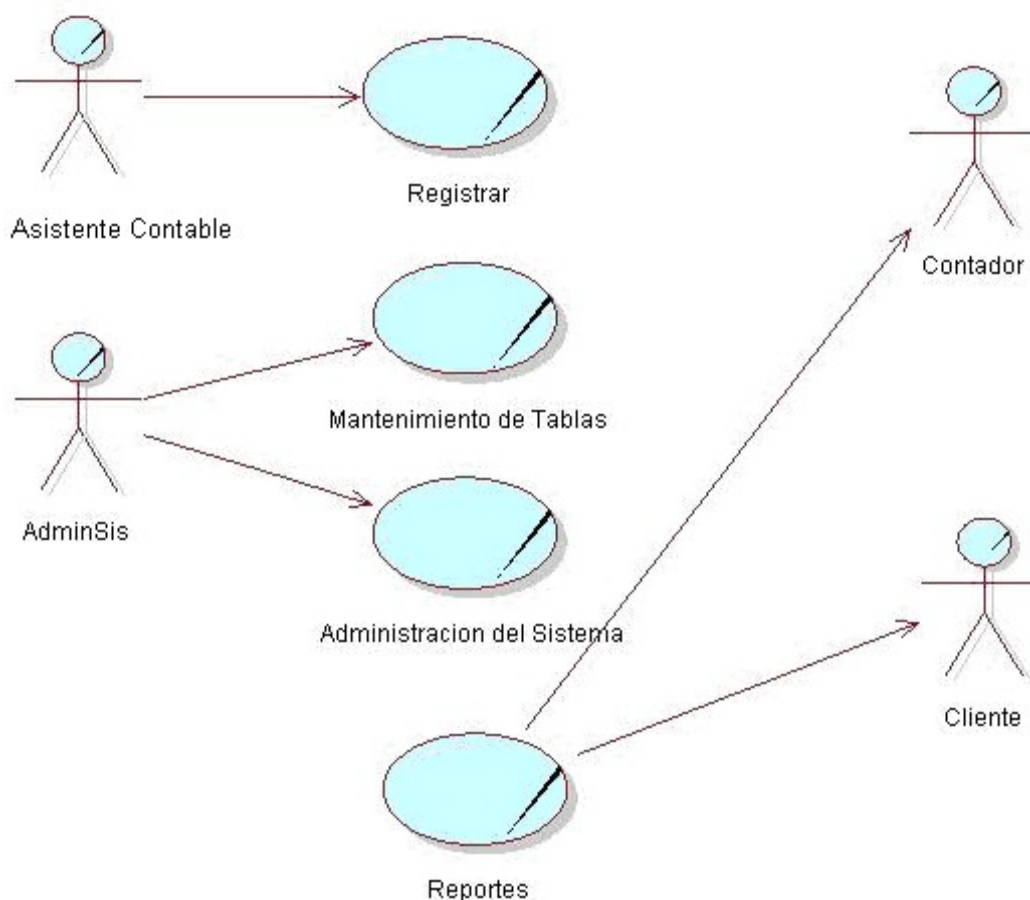 Registrar
Asistente Contable
Contador
Mantenimiento de Tablas
AdminSis
Administracion del Sistema
Cliente
Reportes